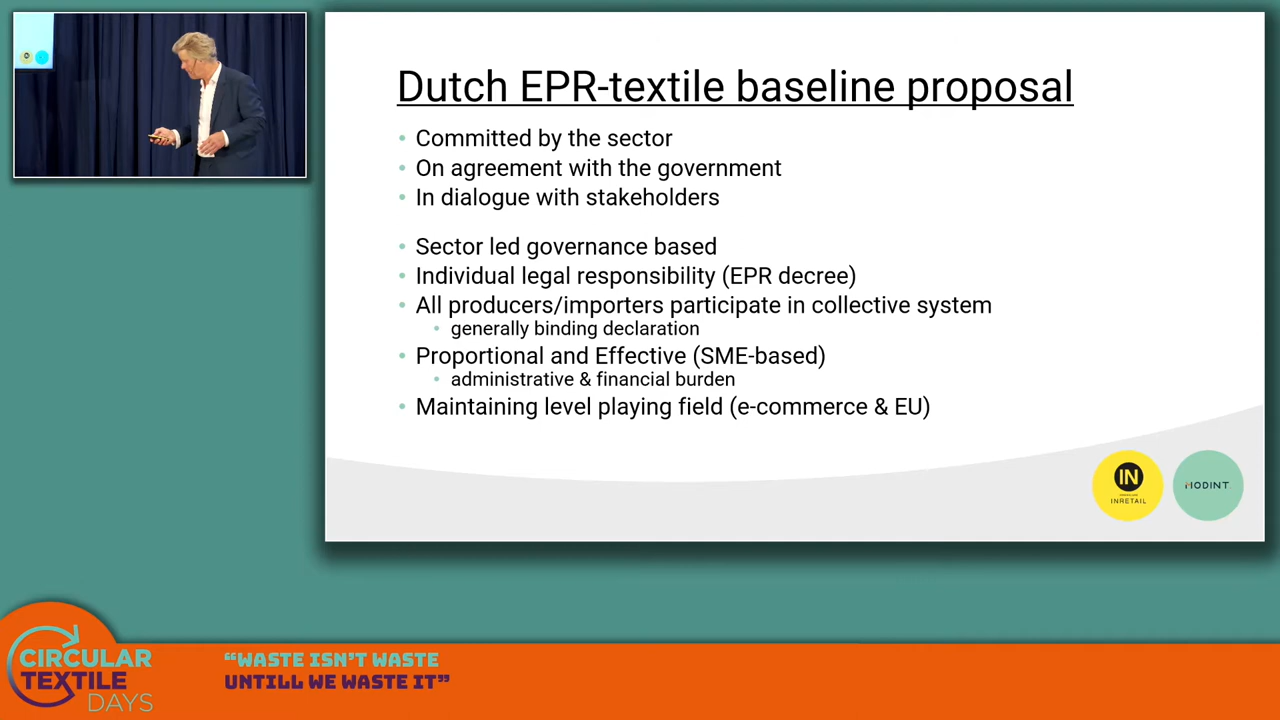 Dutch EPR-textile baseline proposal
• Committed by the sector
• On agreement with the government
• In dialogue with stakeholders
• Sector led governance based
• Individual legal responsibility (EPR decree)
• All producers/importers participate in collective system
• generally binding declaration
• Proportional and Effective (SME-based)
• administrative & financial burden
• Maintaining level playing field (e-commerce & EU)
IN
INRETAIL
MODINT
CIRCULAR
TEXTILE
DAYS
“WASTE ISN’T WASTE
UNTILL WE WASTE IT”